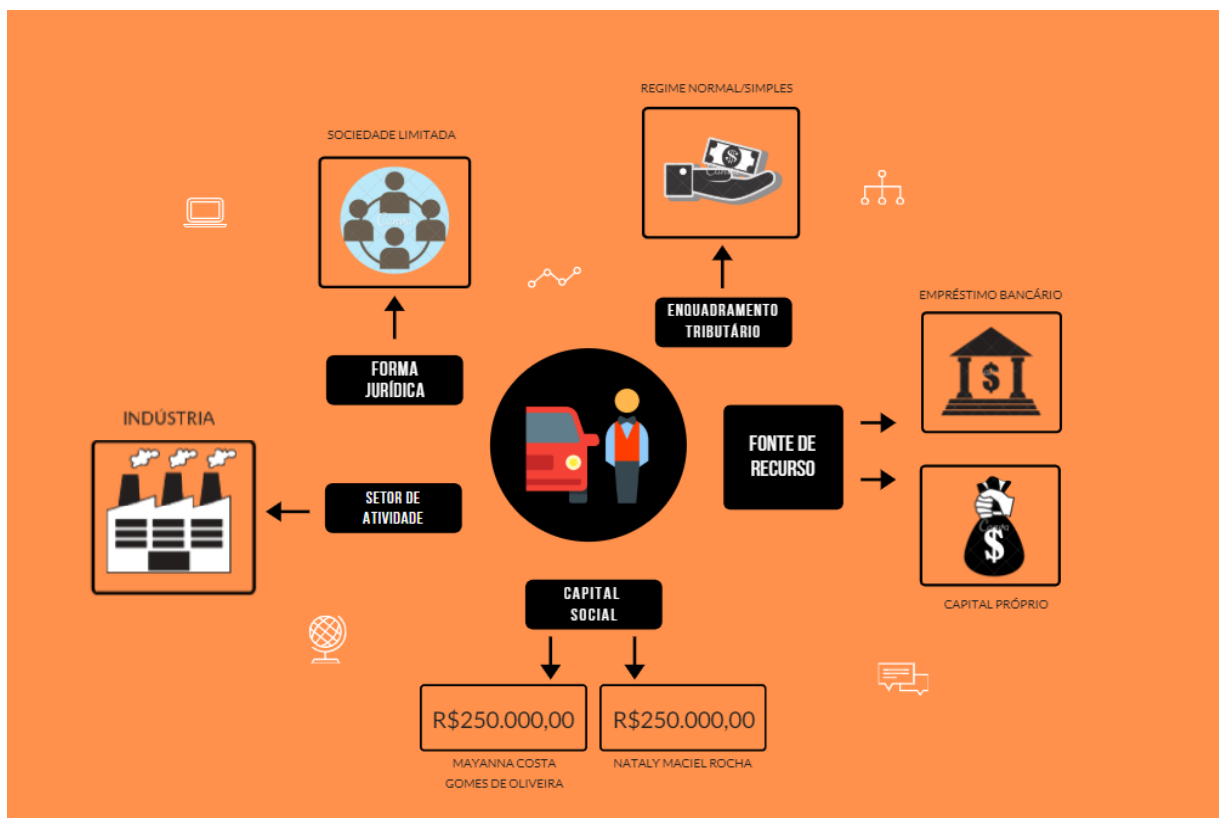 REGIME NORMAL/SIMPLES
SOCIEDADE LIMITADA
ENQUADRAMENTO
TRIBUTÁRIO
EMPRÉSTIMO BANCÁRIO
FORMA
JURÍDICA
INDÚSTRIA
FONTE DE
RECURSO
SETOR DE
ATIVIDADE
CAPITAL PRÓPRIO
CAPITAL
SOCIAL
R$250.000,00
R$250.000,00
MAYANNA COSTA
GOMES DE OLIVEIRA
NATALY MACIEL ROCHA